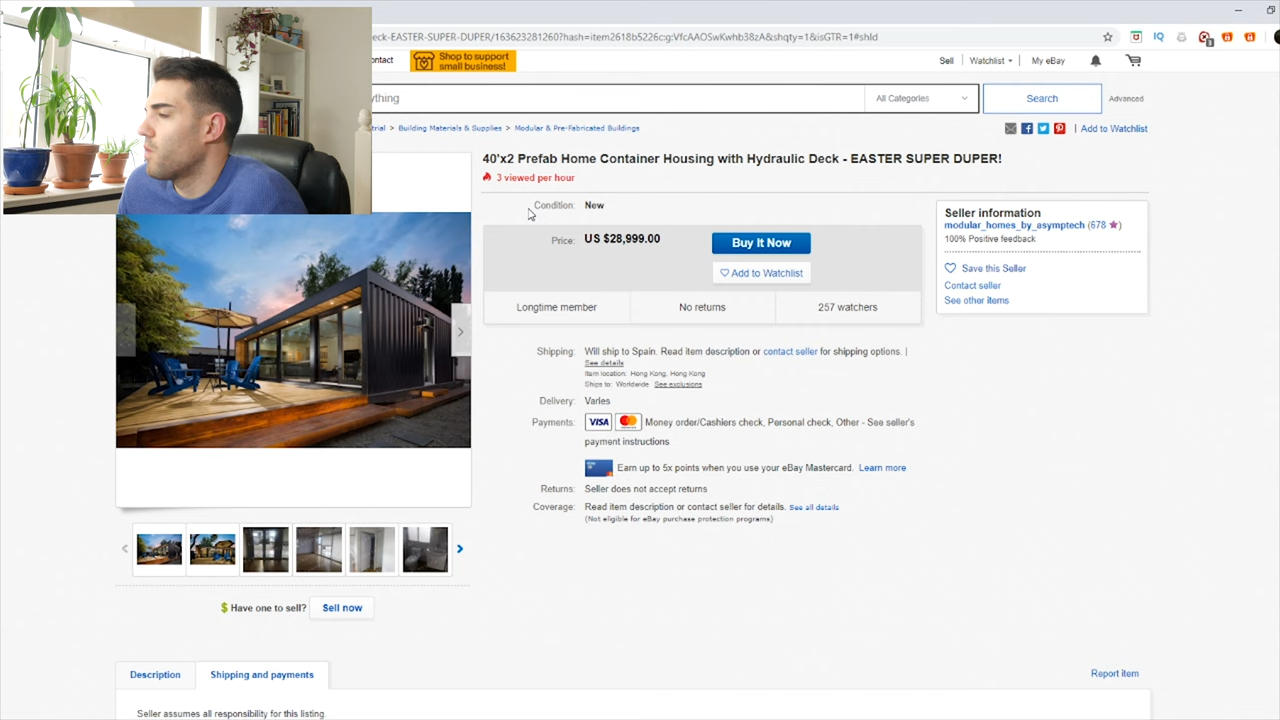 eck-EASTER-SUPER-DUPER/163623281260?hash=item2618b5226c:g:VfcAAOSwKwhb38zA&shqty=1&isGTR=1#shId
IQ
ontact
Shop to support
small business!
Sell
Watchlist
My eBay
ything
All Categories
Search
Advanced
trial > Building Materials & Supplies > Modular & Pre-Fabricated Buildings
| Add to Watchlist
40'x2 Prefab Home Container Housing with Hydraulic Deck - EASTER SUPER DUPER!
3 viewed per hour
Condition: New
Price: US $28,999.00
Buy It Now
Add to Watchlist
Longtime member
No returns
257 watchers
Seller information
modular_homes_by_asymptech (678 ★)
100% Positive feedback
Save this Seller
Contact seller
See other items
Shipping: Will ship to Spain. Read item description or contact seller for shipping options. |
See details
Item location: Hong Kong, Hong Kong
Ships to: Worldwide See exclusions
Delivery: Varies
Payments: VISA Money order/Cashiers check, Personal check, Other - See seller's
payment instructions
Earn up to 5x points when you use your eBay Mastercard. Learn more
Returns: Seller does not accept returns
Coverage: Read item description or contact seller for details. See all details
(Not eligible for eBay purchase protection programs)
$ Have one to sell? Sell now
Description
Shipping and payments
Report item
Seller assumes all responsibility for this listing.